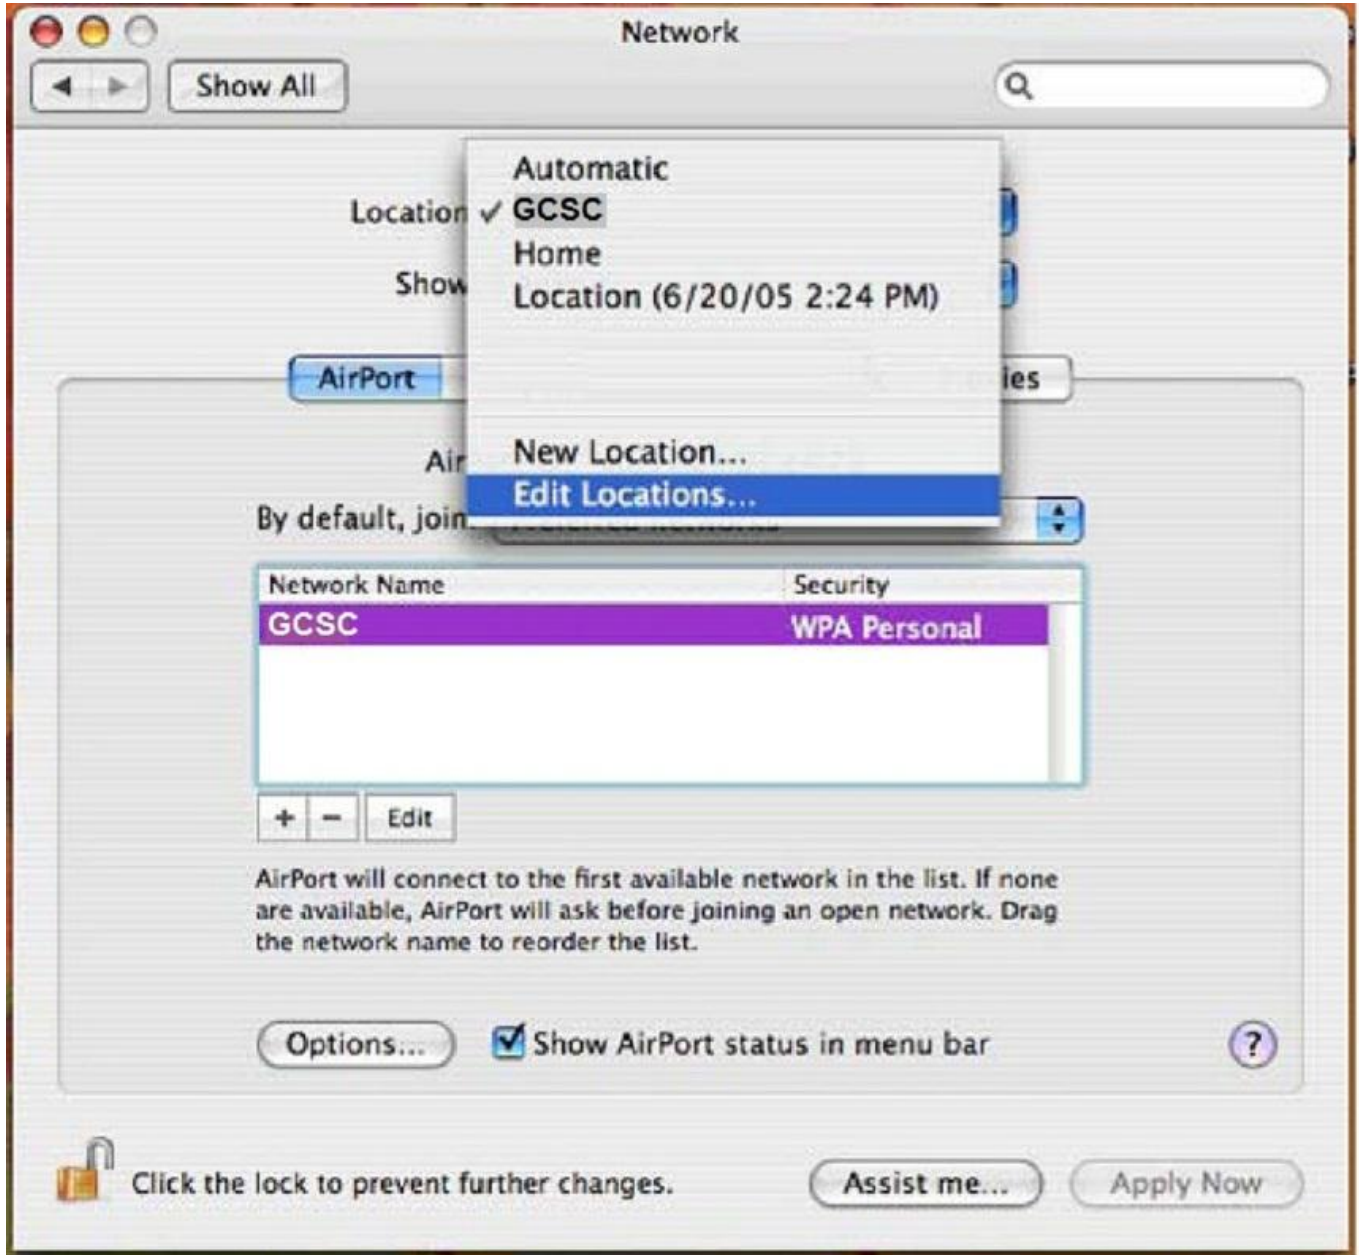 Network
Show All
Automatic
Location ✓ GCSC
Home
Show
Location (6/20/05 2:24 PM)
AirPort
New Location...
Air
Edit Locations...
By default, join
Network Name Security
GCSC WPA Personal
+ - Edit
AirPort will connect to the first available network in the list. If none
are available, AirPort will ask before joining an open network. Drag
the network name to reorder the list.
Options... Show AirPort status in menu bar ?
Click the lock to prevent further changes. Assist me... Apply Now